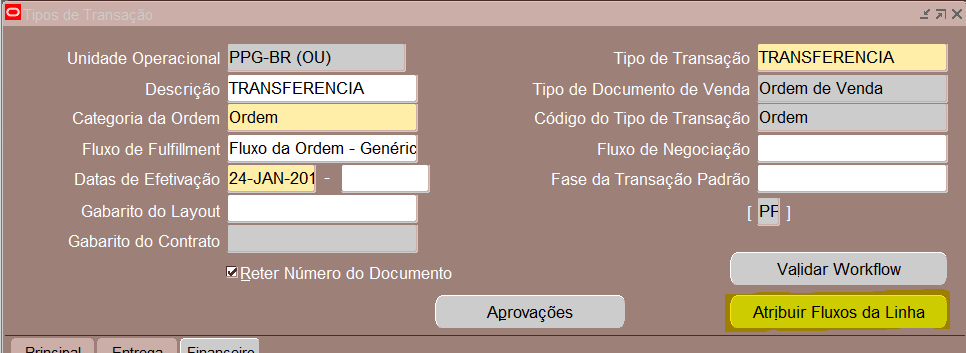 Tipos de Transação
Unidade Operacional PPG-BR (OU) Tipo de Transação TRANSFERENCIA
Descrição TRANSFERENCIA Tipo de Documento de Venda Ordem de Venda
Categoria da Ordem Ordem Código do Tipo de Transação Ordem
Fluxo de Fulfillment Fluxo da Ordem - Genéric Fluxo de Negociação
Datas de Efetivação 24-JAN-201 - Fase da Transação Padrão
Gabarito do Layout [ PF ]
Gabarito do Contrato
Reter Número do Documento Validar Workflow
Aprovações Atribuir Fluxos da Linha
Principal Entrega Financeiro